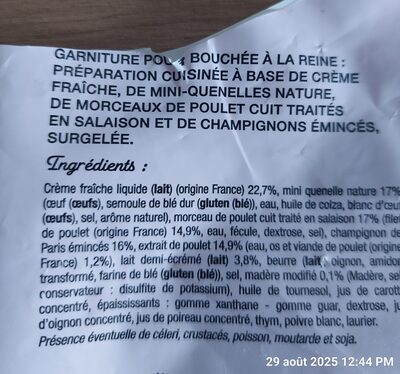 GARNITURE POUR BOUCHÉE À LA REINE :
PRÉPARATION CUISINÉE À BASE DE CRÈME
FRAÎCHE, DE MINI-QUENELLES NATURE,
DE MORCEAUX DE POULET CUIT TRAITÉS
EN SALAISON ET DE CHAMPIGNONS ÉMINCÉS,
SURGELÉE.
Ingrédients :
Crème fraîche liquide (lait) (origine France) 22,7%, mini quenelle nature 17%
(œuf (œufs), semoule de blé dur (gluten (blé)), eau, huile de colza, blanc d'œuf
(œufs), sel, arôme naturel), morceau de poulet cuit traité en salaison 17% (filet
de poulet (origine France) 14,9%, eau, fécule, dextrose, sel), champignon de
Paris émincés 16%, extrait de poulet 14,9% (eau, os et viande de poulet (origine
France) 1,2%), lait demi-écrémé (lait) 3,8%, beurre (lait), oignon, amidon
transformé, farine de blé (gluten (blé)), sel, madère modifié 0,1% (Madère, sel,
conservateur : disulfite de potassium), huile de tournesol, jus de carotte
concentré, épaississants : gomme xanthane - gomme guar, dextrose, jus
d'oignon concentré, jus de poireau concentré, thym, poivre blanc, laurier.
Présence éventuelle de céleri, crustacés, poisson, moutarde et soja.
29 août 2025 12:44 PM